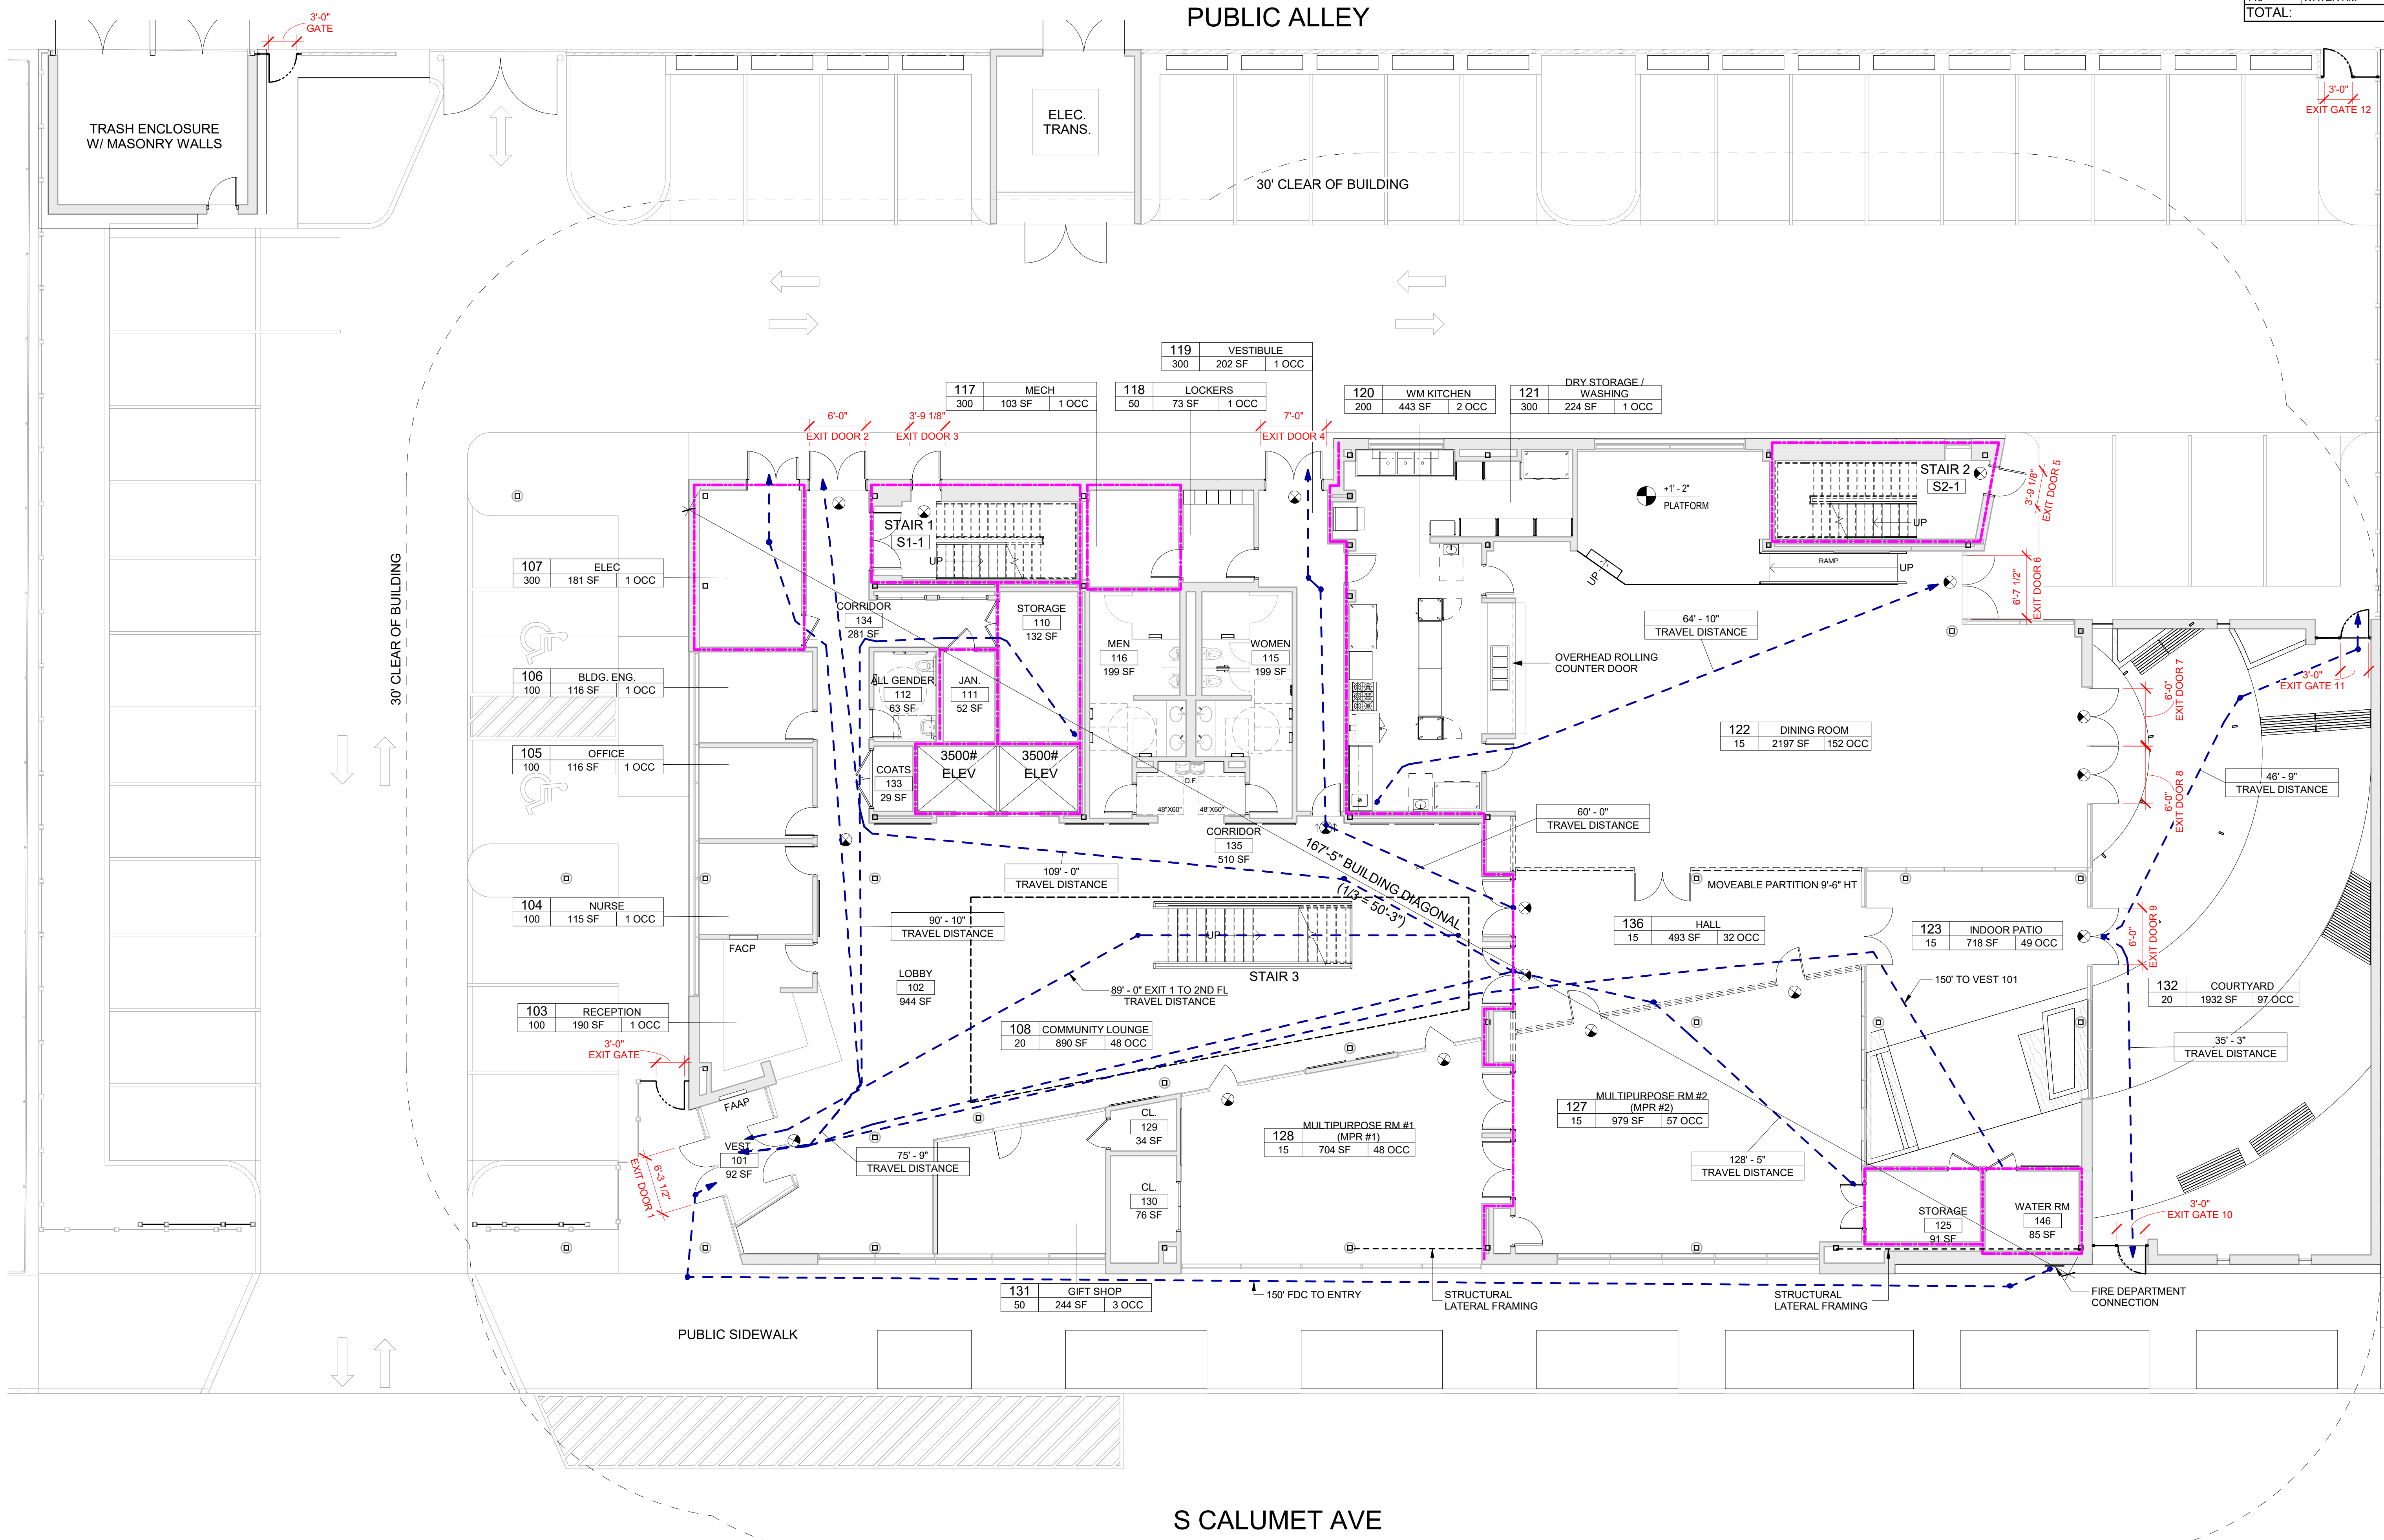 PUBLIC ALLEY
TOTAL:
3'-0"
GATE
TRASH ENCLOSURE
W/ MASONRY WALLS
ELEC.
TRANS.
3'-0"
EXIT GATE 12
30' CLEAR OF BUILDING
119 VESTIBULE
300 202 SF 1 OCC
117 MECH
300 103 SF 1 OCC
118 LOCKERS
50 73 SF 1 OCC
120 WM KITCHEN
200 443 SF 2 OCC
DRY STORAGE /
121 WASHING
300 224 SF 1 OCC
6'-0"
EXIT DOOR 2
3'-9 1/8"
EXIT DOOR 3
7'-0"
EXIT DOOR 4
STAIR 1
S1-1
UP
STAIR 2
S2-1
UP
3'-9 1/8"
EXIT DOOR 5
+1' - 2"
PLATFORM
UP
RAMP
UP
6'-7 1/2"
EXIT DOOR 6
30' CLEAR OF BUILDING
107 ELEC
300 181 SF 1 OCC
CORRIDOR
134
281 SF
STORAGE
110
132 SF
MEN
116
199 SF
WOMEN
115
199 SF
64' - 10"
TRAVEL DISTANCE
OVERHEAD ROLLING
COUNTER DOOR
106 BLDG. ENG.
100 116 SF 1 OCC
ALL GENDER
112
63 SF
JAN.
111
52 SF
3'-0"
EXIT GATE 11
6'-0"
EXIT DOOR 7
122 DINING ROOM
15 2197 SF 152 OCC
105 OFFICE
100 116 SF 1 OCC
COATS
133
29 SF
3500#
ELEV
3500#
ELEV
D.F.
48"X60"
48"X60"
6'-0"
EXIT DOOR 8
46' - 9"
TRAVEL DISTANCE
60' - 0"
TRAVEL DISTANCE
CORRIDOR
135
510 SF
167'-5" BUILDING DIAGONAL
(1/3 = 50'-3")
109' - 0"
TRAVEL DISTANCE
MOVEABLE PARTITION 9'-6" HT
104 NURSE
100 115 SF 1 OCC
FACP
90' - 10"
TRAVEL DISTANCE
UP
STAIR 3
136 HALL
15 493 SF 32 OCC
123 INDOOR PATIO
15 718 SF 49 OCC
6'-0"
EXIT DOOR 9
LOBBY
102
944 SF
89' - 0" EXIT 1 TO 2ND FL
TRAVEL DISTANCE
150' TO VEST 101
132 COURTYARD
20 1932 SF 97 OCC
103 RECEPTION
100 190 SF 1 OCC
108 COMMUNITY LOUNGE
20 890 SF 48 OCC
3'-0"
EXIT GATE
35' - 3"
TRAVEL DISTANCE
FAAP
VEST.
101
92 SF
6'-3 1/2"
EXIT DOOR 1
75' - 9"
TRAVEL DISTANCE
CL.
129
34 SF
MULTIPURPOSE RM #1
128 (MPR #1)
15 704 SF 48 OCC
MULTIPURPOSE RM #2
127 (MPR #2)
15 979 SF 57 OCC
128' - 5"
TRAVEL DISTANCE
CL.
130
76 SF
STORAGE
125
91 SF
WATER RM
146
85 SF
3'-0"
EXIT GATE 10
131 GIFT SHOP
50 244 SF 3 OCC
150' FDC TO ENTRY
STRUCTURAL
LATERAL FRAMING
STRUCTURAL
LATERAL FRAMING
FIRE DEPARTMENT
CONNECTION
PUBLIC SIDEWALK
S CALUMET AVE